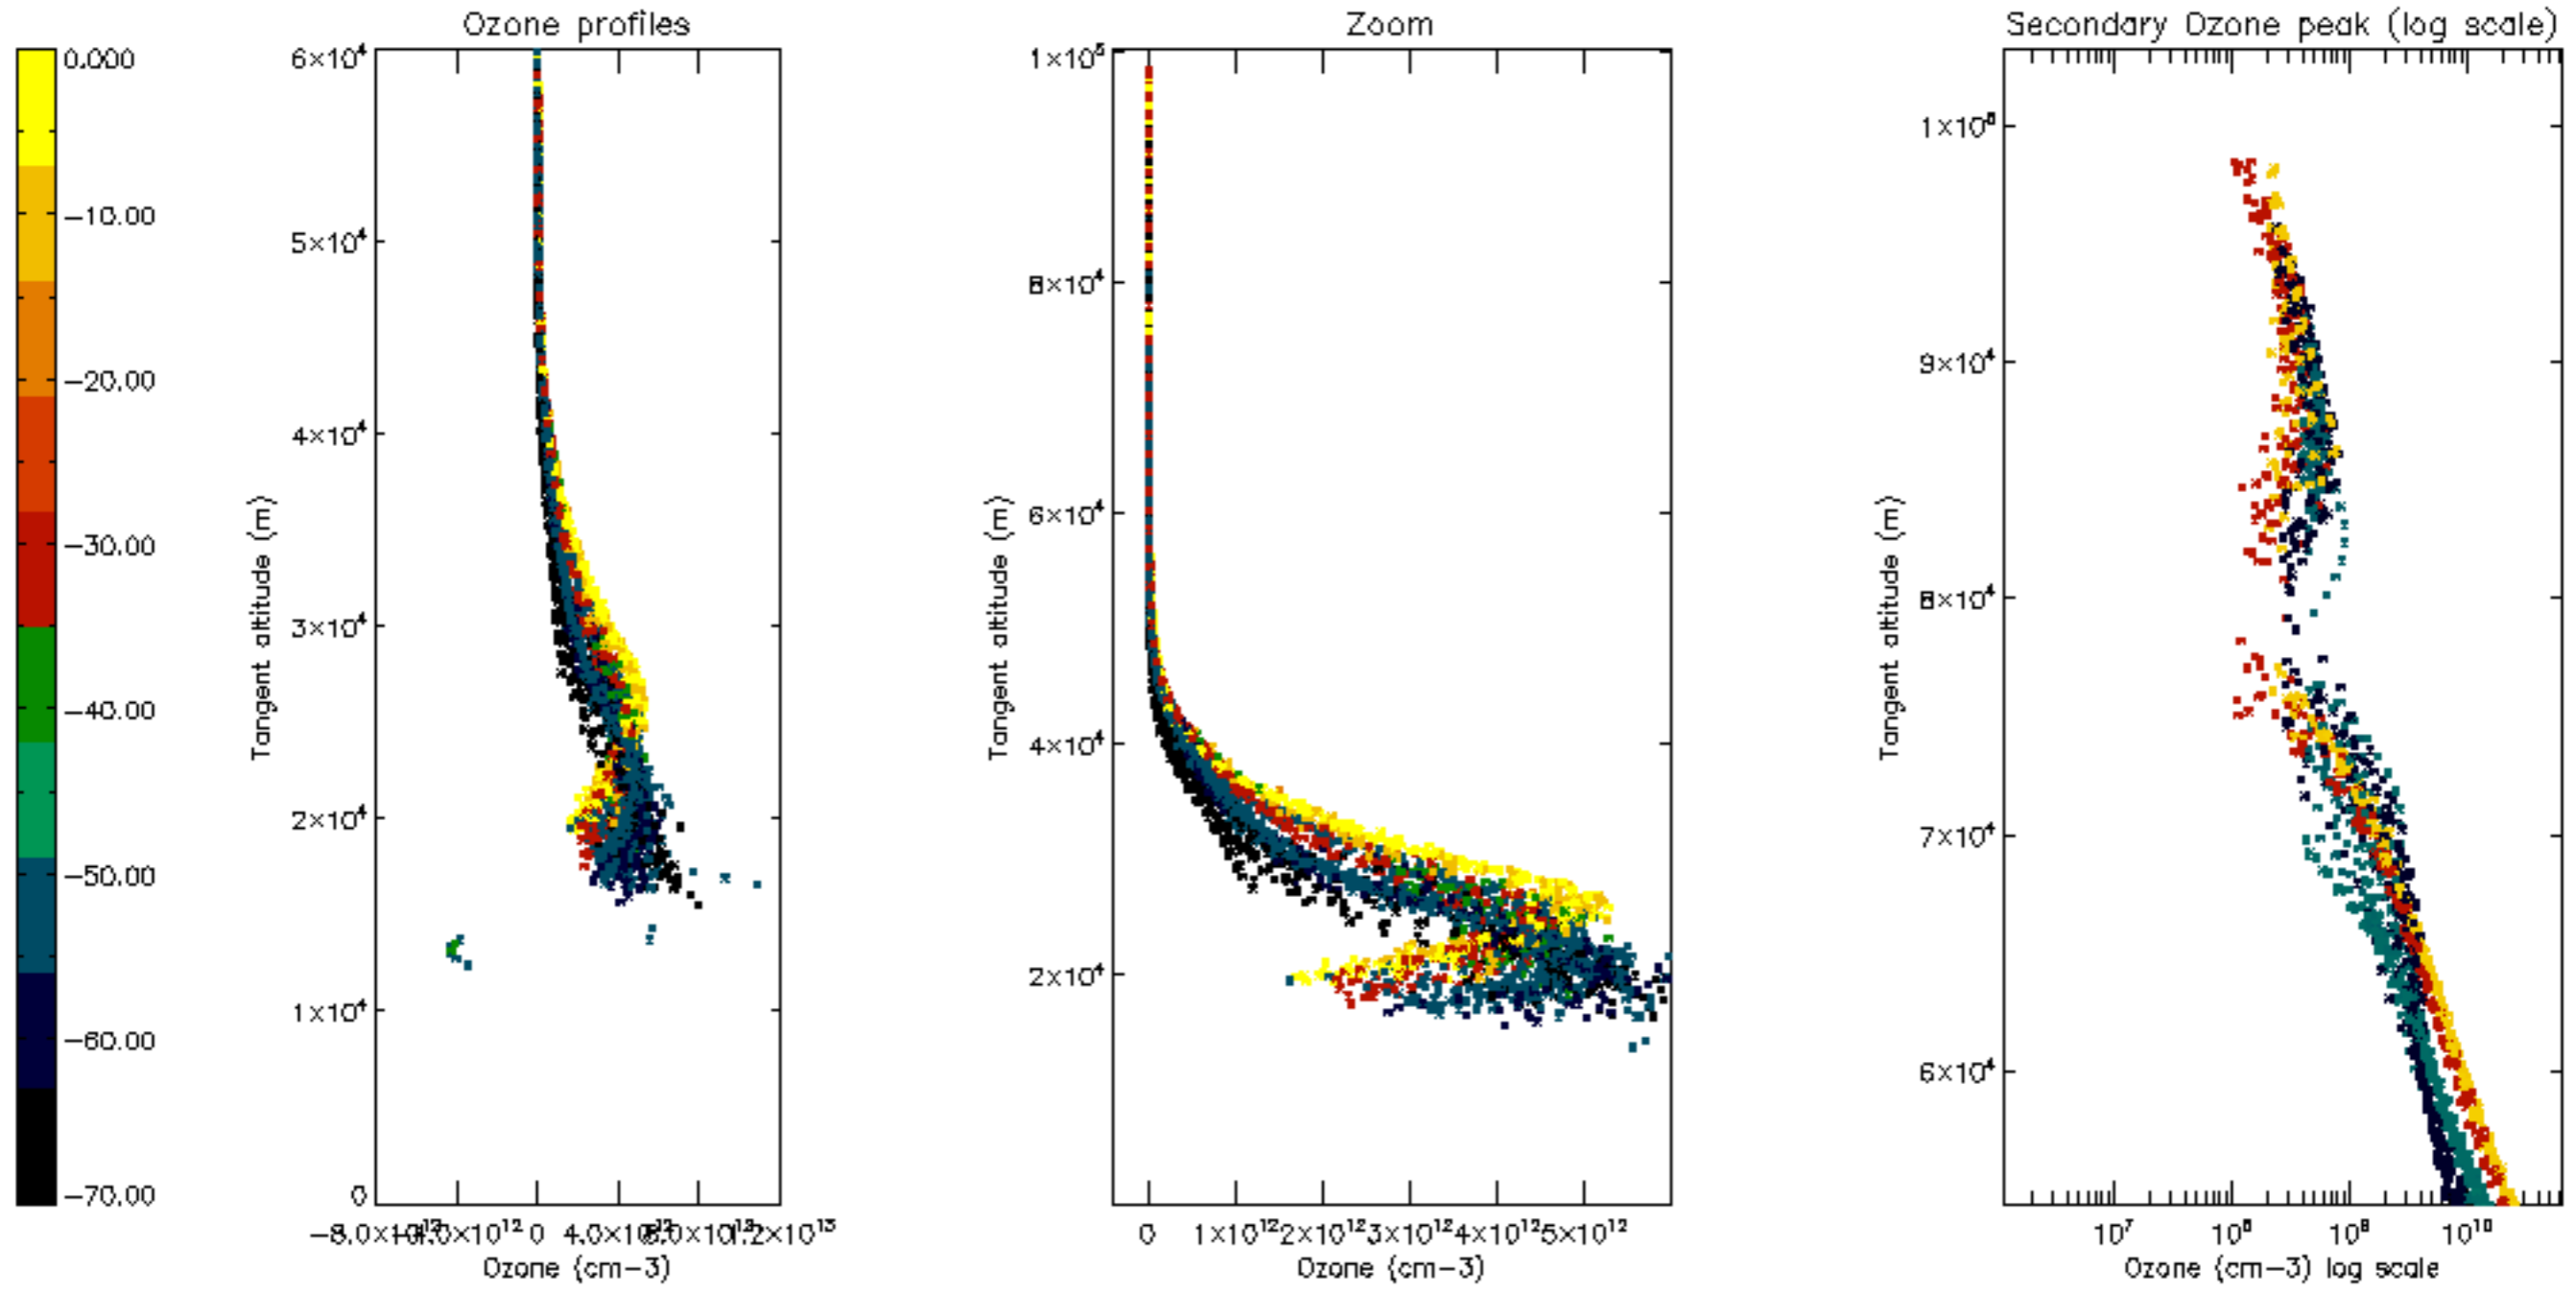 Ozone profiles
Zoom
Secondary Ozone peak (log scale)
0.000
−10.00
−20.00
−30.00
−40.00
−50.00
−60.00
−70.00
6×10⁴
5×10⁴
4×10⁴
3×10⁴
2×10⁴
1×10⁴
0
Tangent altitude (m)
0
Ozone (cm−3)
1×10⁵
8×10⁴
6×10⁴
4×10⁴
2×10⁴
Tangent altitude (m)
0 1×10¹² 2×10¹² 3×10¹² 4×10¹² 5×10¹²
Ozone (cm−3)
1×10⁵
9×10⁴
8×10⁴
7×10⁴
6×10⁴
Tangent altitude (m)
10⁷ 10⁸ 10⁹ 10¹⁰
Ozone (cm−3) log scale